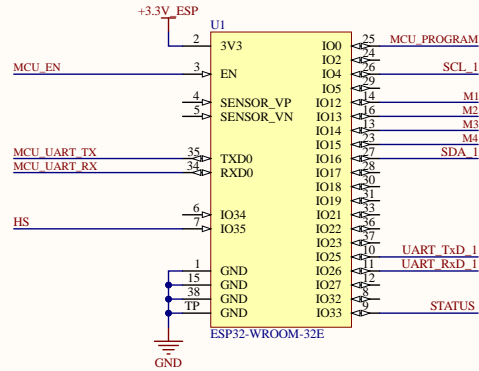 +3.3V_ESP
U1
2 3V3 IO0 25 MCU_PROGRAM
IO2 24
MCU_EN 3 EN IO4 26 SCL_1
IO5 29
4 SENSOR_VP IO12 14 M1
5 SENSOR_VN IO13 16 M2
IO14 13 M3
IO15 23 M4
MCU_UART_TX 35 TXD0 IO16 27 SDA_1
MCU_UART_RX 34 RXD0 IO17 28
IO18 30
IO19 31
6 IO34 IO21 33
HS 7 IO35 IO22 36
IO23 37
IO25 10 UART_TxD_1
1 GND IO26 11 UART_RxD_1
15 GND IO27 12
38 GND IO32 8
TP GND IO33 9 STATUS
ESP32-WROOM-32E
GND